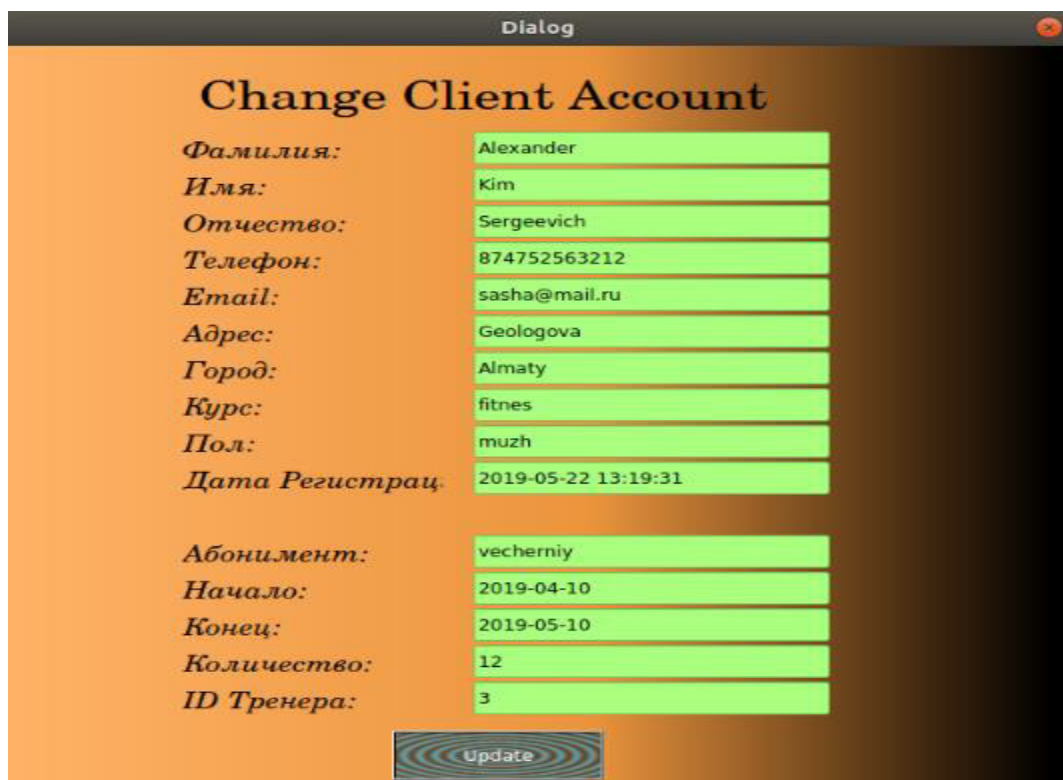 Dialog
Change Client Account
Фамилия: Alexander
Имя: Kim
Отчество: Sergeevich
Телефон: 874752563212
Email: sasha@mail.ru
Адрес: Geologova
Город: Almaty
Курс: fitnes
Пол: muzh
Дата Регистрац 2019-05-22 13:19:31
Абонимент: vecherniy
Начало: 2019-04-10
Конец: 2019-05-10
Количество: 12
ID Тренера: 3
Update